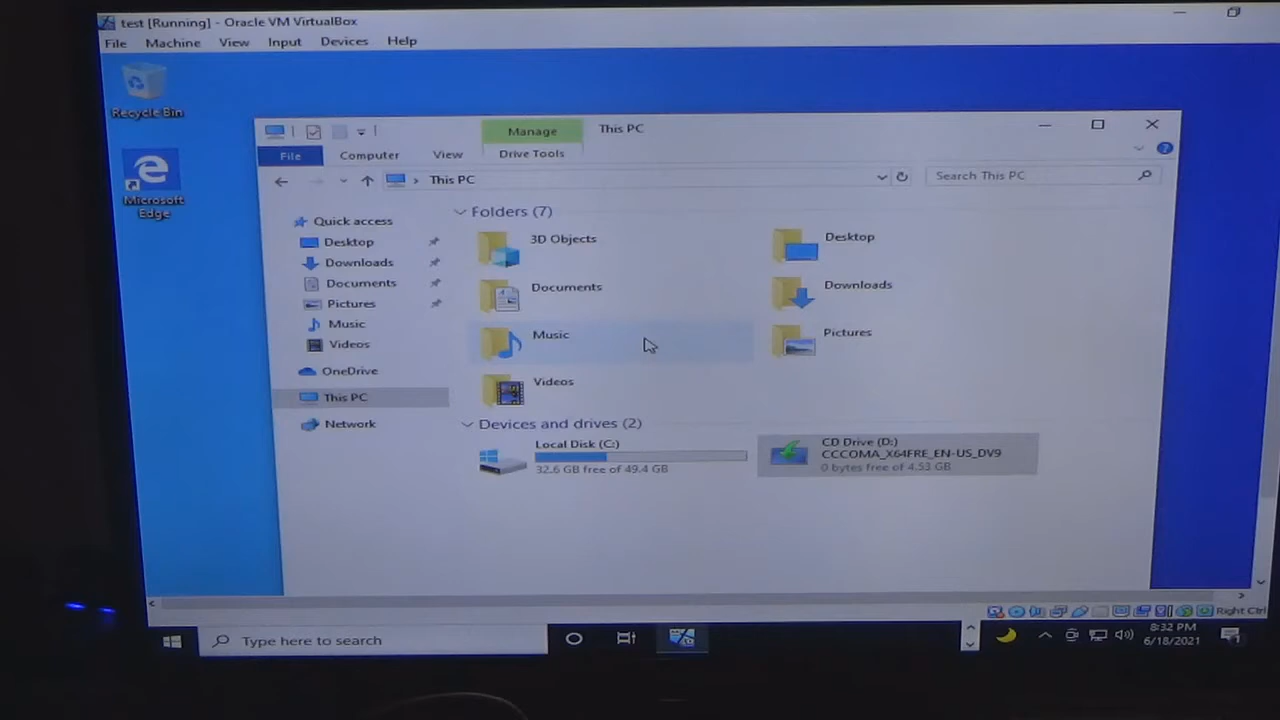 test [Running] - Oracle VM VirtualBox
File Machine View Input Devices Help
Recycle Bin
Microsoft
Edge
Manage This PC
File Computer View Drive Tools
This PC
Search This PC
Quick access
Desktop
Downloads
Documents
Pictures
Music
Videos
OneDrive
This PC
Network
Folders (7)
3D Objects
Desktop
Documents
Downloads
Music
Pictures
Videos
Devices and drives (2)
Local Disk (C:)
32.6 GB free of 49.4 GB
CD Drive (D:)
CCCOMA_X64FRE_EN-US_DV9
0 bytes free of 4.53 GB
Right Ctrl
Type here to search
8:32 PM
6/18/2021